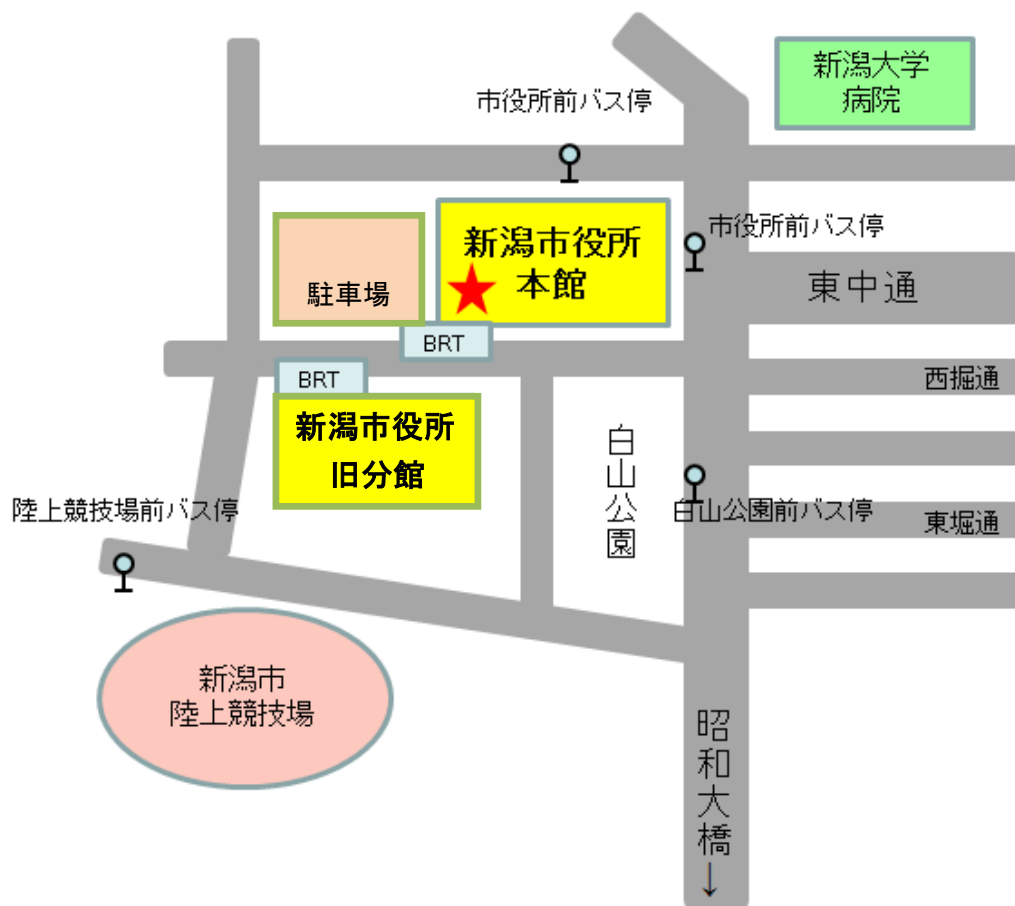 新潟大学
病院
市役所前バス停
新潟市役所
本館
市役所前バス停
東中通
駐車場
BRT
BRT
西掘通
新潟市役所
旧分館
白山公園
陸上競技場前バス停
白山公園前バス停
東堀通
新潟市
陸上競技場
昭和大橋→